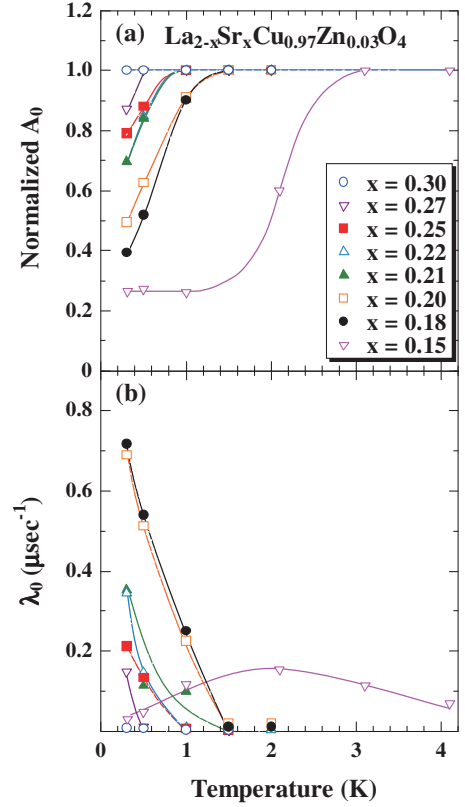 (a) La₂₋ₓSrₓCu₀.₉₇Zn₀.₀₃O₄
Normalized A₀
1.0
0.8
0.6
0.4
0.2
0
x = 0.30
x = 0.27
x = 0.25
x = 0.22
x = 0.21
x = 0.20
x = 0.18
x = 0.15
(b)
λ₀ (μsec⁻¹)
0.8
0.6
0.4
0.2
0 1 2 3 4
Temperature (K)